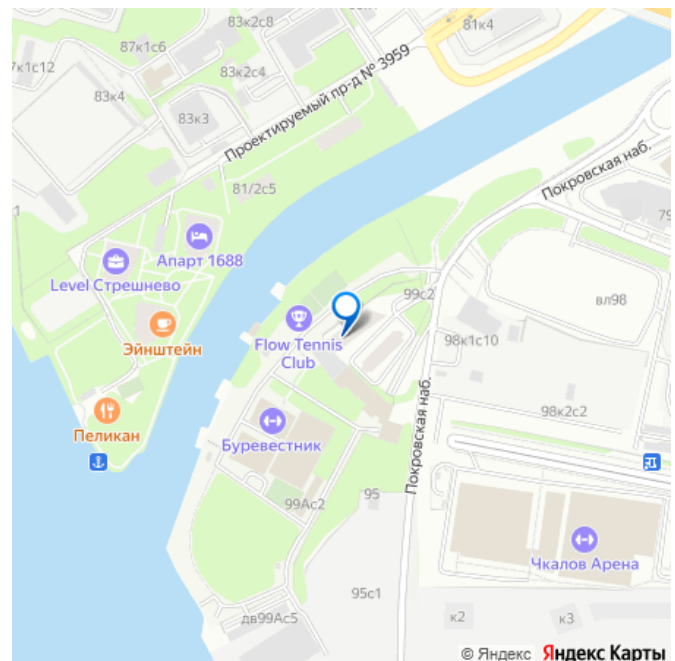 83к2с8
81к4
87к1с6
7к1с12
83к2с4
83к4
83к3
Проектируемый пр-д № 3959
Покровская наб.
81/2с5
79
1
Апарт 1688
Level Стрешнево
99с2
вл98
Эйнштейн
Flow Tennis
Club
98к1с10
Пеликан
Буревестник
Покровская наб.
98к2с2
99Ас2
95
Чкалов Арена
95с1
дв99Ас5
к2
к3
© Яндекс Яндекс Карты